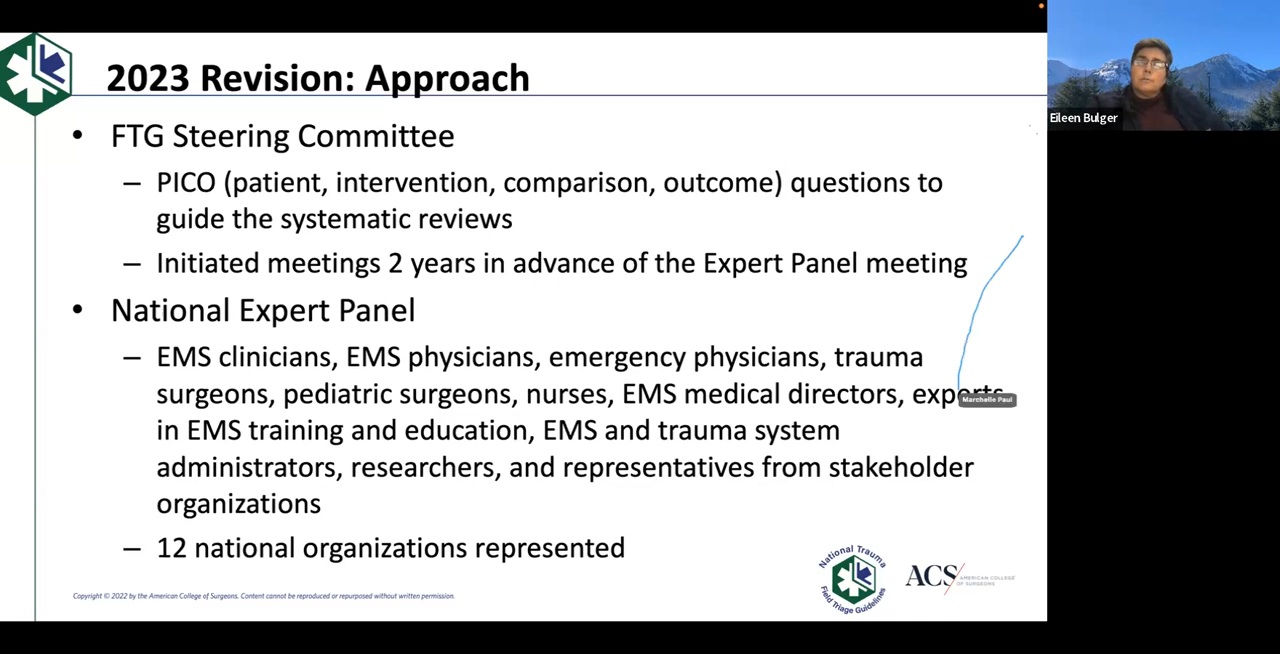 2023 Revision: Approach
• FTG Steering Committee
– PICO (patient, intervention, comparison, outcome) questions to
guide the systematic reviews
– Initiated meetings 2 years in advance of the Expert Panel meeting
• National Expert Panel
– EMS clinicians, EMS physicians, emergency physicians, trauma
surgeons, pediatric surgeons, nurses, EMS medical directors, experts
in EMS training and education, EMS and trauma system
administrators, researchers, and representatives from stakeholder
organizations
– 12 national organizations represented
Copyright © 2022 by the American College of Surgeons. Content cannot be reproduced or repurposed without written permission.
National Trauma
Field Triage Guidelines
ACS
AMERICAN COLLEGE
OF SURGEONS
Marchelle Paul
Eileen Bulger